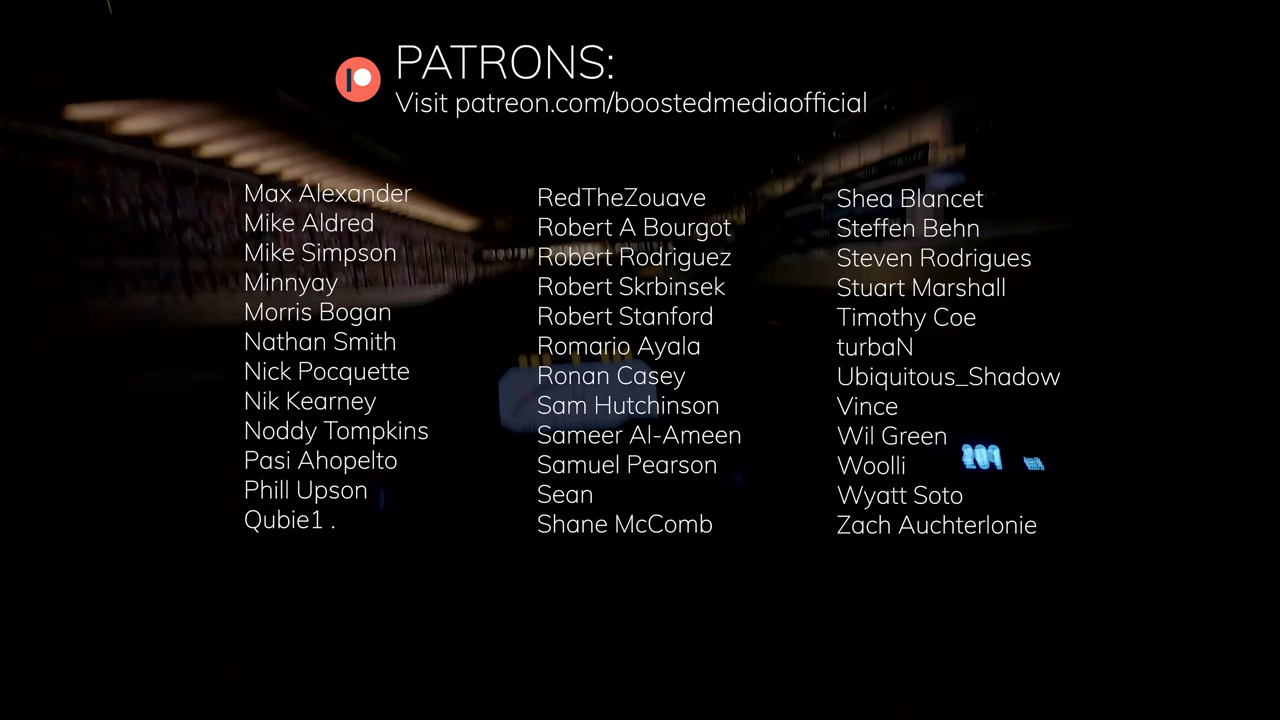 PATRONS:
Visit patreon.com/boostedmediaofficial
Max Alexander
Mike Aldred
Mike Simpson
Minnyay
Morris Bogan
Nathan Smith
Nick Pocquette
Nik Kearney
Noddy Tompkins
Pasi Ahopelto
Phill Upson
Qubie1 .
RedTheZouave
Robert A Bourgot
Robert Rodriguez
Robert Skrbinsek
Robert Stanford
Romario Ayala
Ronan Casey
Sam Hutchinson
Sameer Al-Ameen
Samuel Pearson
Sean
Shane McComb
Shea Blancet
Steffen Behn
Steven Rodrigues
Stuart Marshall
Timothy Coe
turbaN
Ubiquitous_Shadow
Vince
Wil Green
Woolli
Wyatt Soto
Zach Auchterlonie